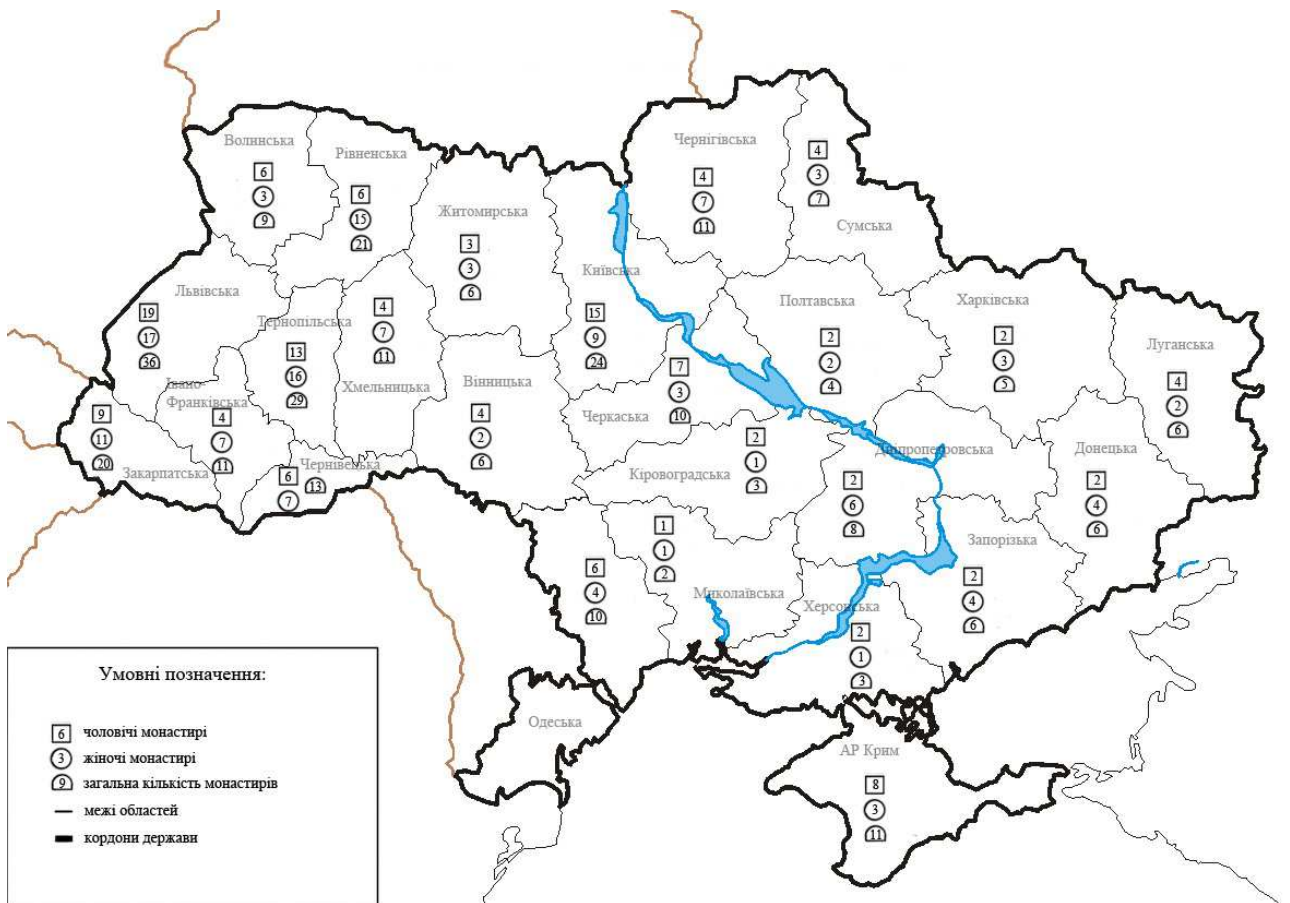 Волинська
6
3
9
Рівненська
6
15
21
Житомирська
3
3
6
Київська
15
9
24
Чернігівська
4
7
11
4
3
7
Сумська
Львівська
19
17
36
Тернопільська
13
16
29
4
7
11
Хмельницька
Вінницька
4
2
6
7
3
10
Черкаська
Полтавська
2
2
4
Харківська
2
3
5
Луганська
4
2
6
Івано-
Франківська
4
7
11
9
11
20
Закарпатська
Чернівецька
6
7
13
2
1
3
Кіровоградська
Дніпропетровська
2
6
8
Донецька
2
4
6
Запорізька
2
4
6
1
1
2
Миколаївська
6
4
10
Одеська
Херсонська
2
1
3
АР Крим
8
3
11
Умовні позначення:
6 чоловічі монастирі
3 жіночі монастирі
9 загальна кількість монастирів
межі областей
кордони держави